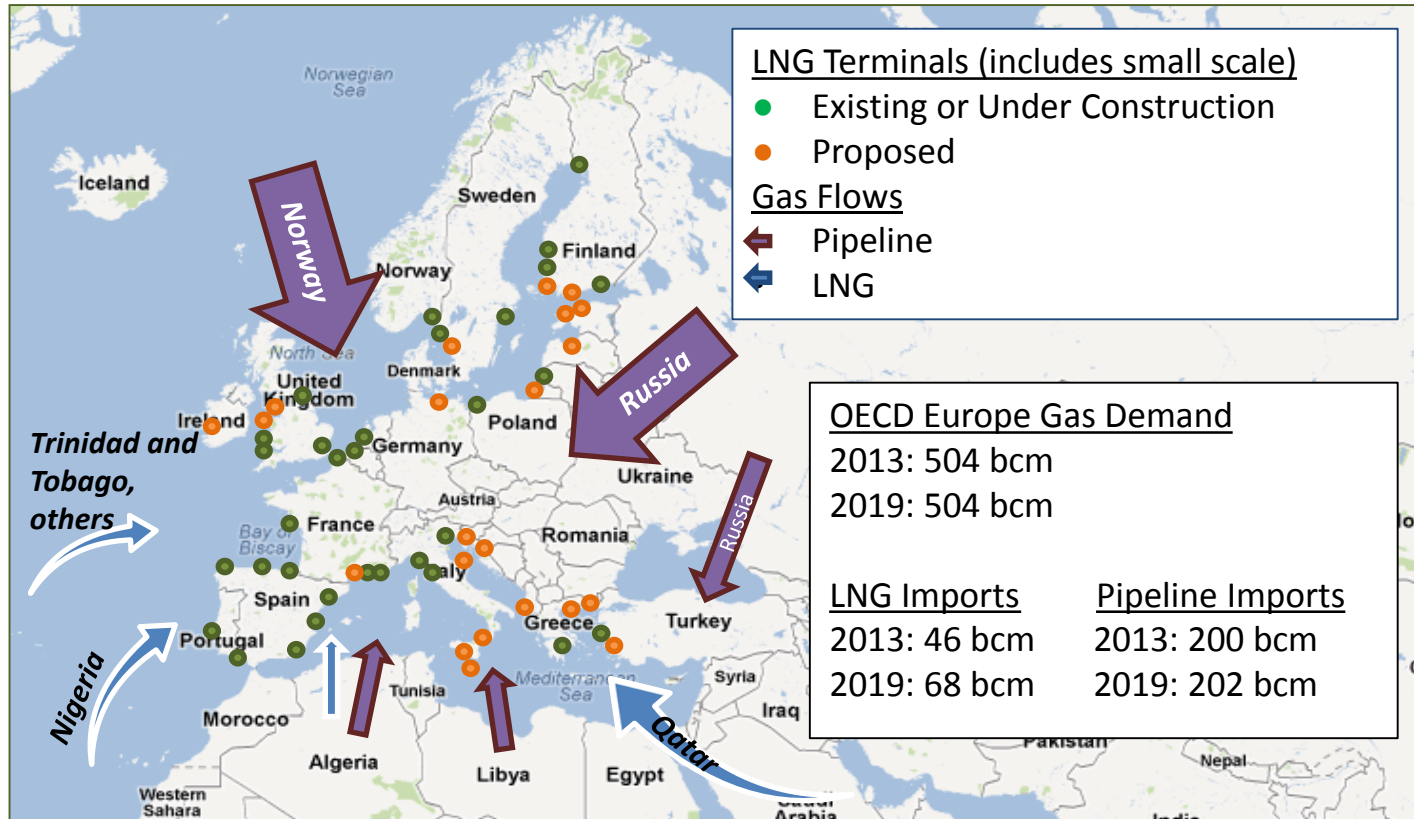 LNG Terminals (includes small scale)
Existing or Under Construction
Proposed
Gas Flows
Pipeline
LNG
OECD Europe Gas Demand
2013: 504 bcm
2019: 504 bcm
LNG Imports
2013: 46 bcm
2019: 68 bcm
Pipeline Imports
2013: 200 bcm
2019: 202 bcm
Norwegian
Sea
Iceland
Sweden
Finland
Norway
Norway
North Sea
Denmark
United
Kingdom
Ireland
Russia
Poland
Germany
Trinidad and
Tobago,
others
Ukraine
Austria
France
Bay of
Biscay
Romania
Russia
Italy
Spain
Portugal
Greece
Turkey
Nigeria
Mediterranean
Sea
Syria
Tunisia
Iraq
Morocco
Qatar
Algeria
Libya
Egypt
Pakistan
Nepal
Western
Sahara
Saudi
Arabia
India